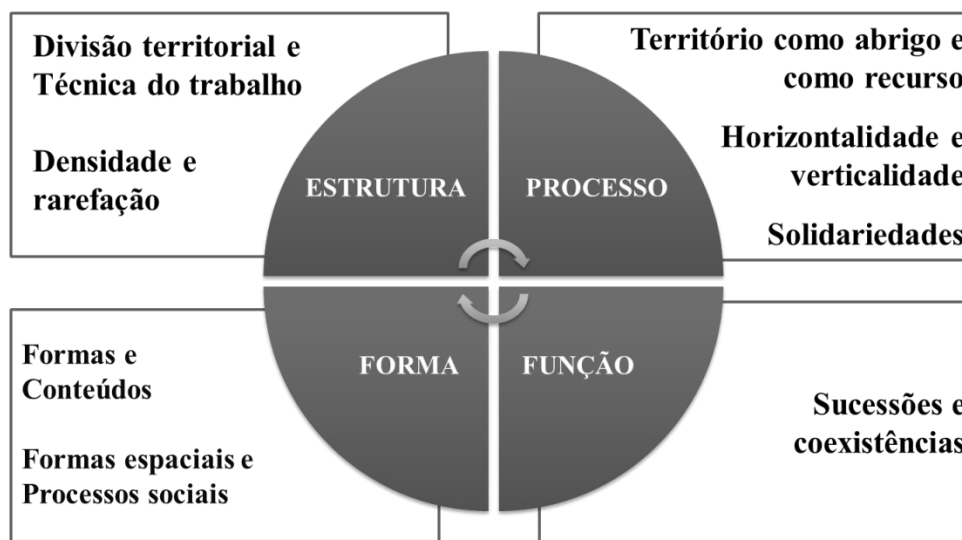 Divisão territorial e
Técnica do trabalho
Densidade e
rarefação
ESTRUTURA
Território como abrigo e
como recurso
Horizontalidade e
verticalidade
Solidariedades
PROCESSO
Formas e
Conteúdos
Formas espaciais e
Processos sociais
FORMA
FUNÇÃO
Sucessões e
coexistências